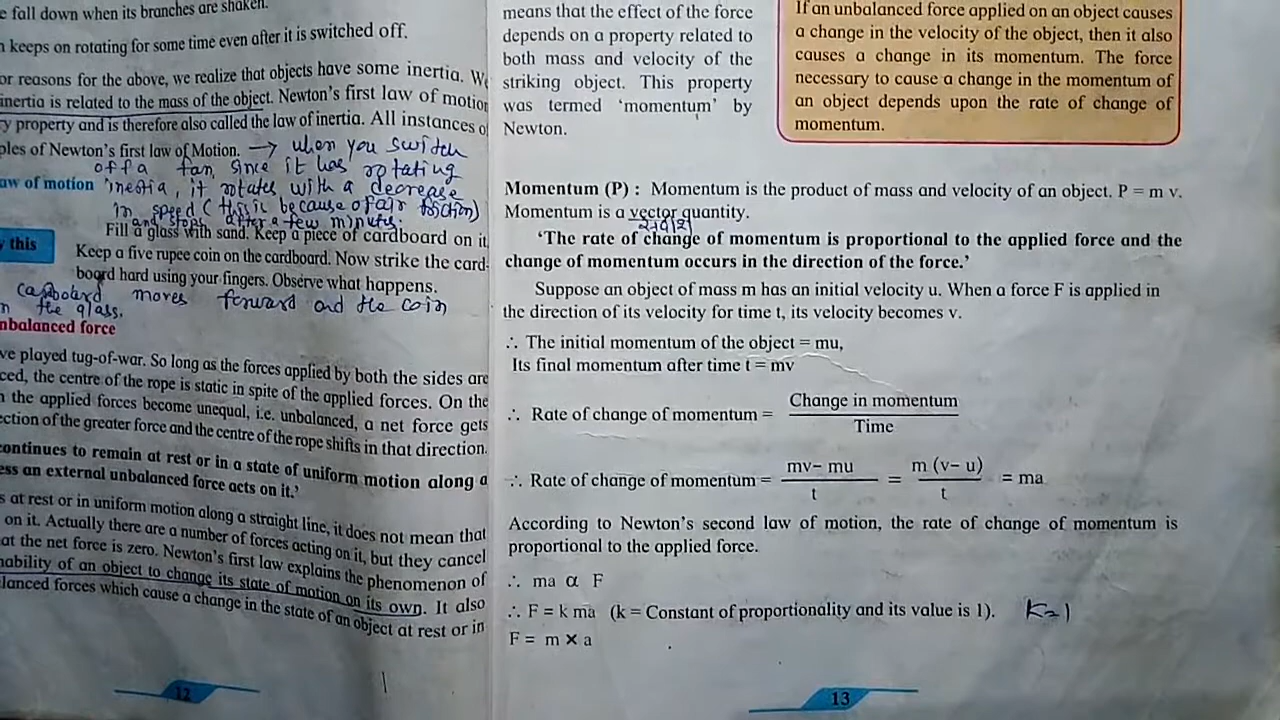 e fall down when its branches are shaken.
n keeps on rotating for some time even after it is switched off.
or reasons for the above, we realize that objects have some inertia. We
inertia is related to the mass of the object. Newton's first law of motion
ry property and is therefore also called the law of inertia. All instances of
ples of Newton's first law of Motion. → when you switch
off a fan, since it has rotating
aw of motion inertia, it rotates with a decrease
in speed (this is because of air friction)
and stops after a few minutes.
Fill a glass with sand. Keep a piece of cardboard on it.
y this
Keep a five rupee coin on the cardboard. Now strike the card-
board hard using your fingers. Observe what happens.
cardboard moves forward and the coin
n the glass.
nbalanced force
ve played tug-of-war. So long as the forces applied by both the sides are
ced, the centre of the rope is static in spite of the applied forces. On the
n the applied forces become unequal, i.e. unbalanced, a net force gets
ection of the greater force and the centre of the rope shifts in that direction.
continues to remain at rest or in a state of uniform motion along a
ess an external unbalanced force acts on it.'
s at rest or in uniform motion along a straight line, it does not mean that
on it. Actually there are a number of forces acting on it, but they cancel
at the net force is zero. Newton's first law explains the phenomenon of
nability of an object to change its state of motion on its own. It also
lanced forces which cause a change in the state of an object at rest or in
12
means that the effect of the force
depends on a property related to
both mass and velocity of the
striking object. This property
was termed 'momentum' by
Newton.
If an unbalanced force applied on an object causes
a change in the velocity of the object, then it also
causes a change in its momentum. The force
necessary to cause a change in the momentum of
an object depends upon the rate of change of
momentum.
Momentum (P) : Momentum is the product of mass and velocity of an object. P = m v.
Momentum is a vector quantity.
'The rate of change of momentum is proportional to the applied force and the
change of momentum occurs in the direction of the force.'
Suppose an object of mass m has an initial velocity u. When a force F is applied in
the direction of its velocity for time t, its velocity becomes v.
∴ The initial momentum of the object = mu,
Its final momentum after time t = mv
∴ Rate of change of momentum = Change in momentum / Time
∴ Rate of change of momentum = mv– mu / t = m (v– u) / t = ma
According to Newton's second law of motion, the rate of change of momentum is
proportional to the applied force.
∴ ma α F
∴ F = k ma (k = Constant of proportionality and its value is 1). K=1
F = m × a
13